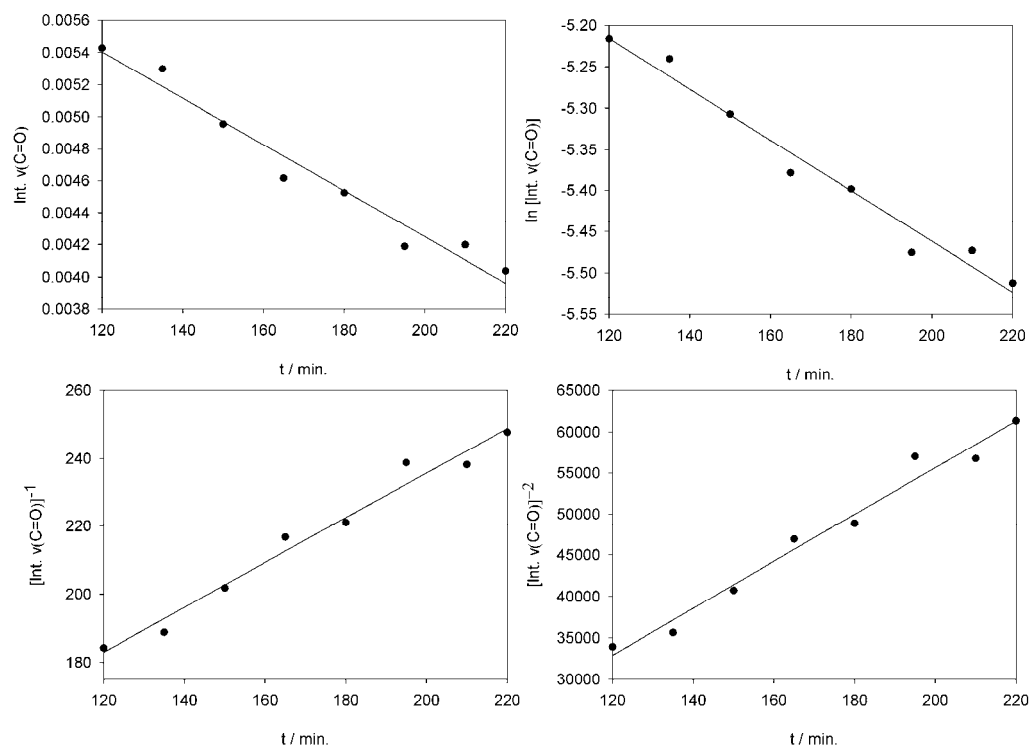 0.0056
0.0054
0.0052
0.0050
0.0048
0.0046
0.0044
0.0042
0.0040
0.0038
Int. ν(C=O)
120 140 160 180 200 220
t / min.
-5.20
-5.25
-5.30
-5.35
-5.40
-5.45
-5.50
-5.55
ln [Int. ν(C=O)]
120 140 160 180 200 220
t / min.
260
240
220
200
180
[Int. ν(C=O)]⁻¹
120 140 160 180 200 220
t / min.
65000
60000
55000
50000
45000
40000
35000
30000
[Int. ν(C=O)]⁻²
120 140 160 180 200 220
t / min.